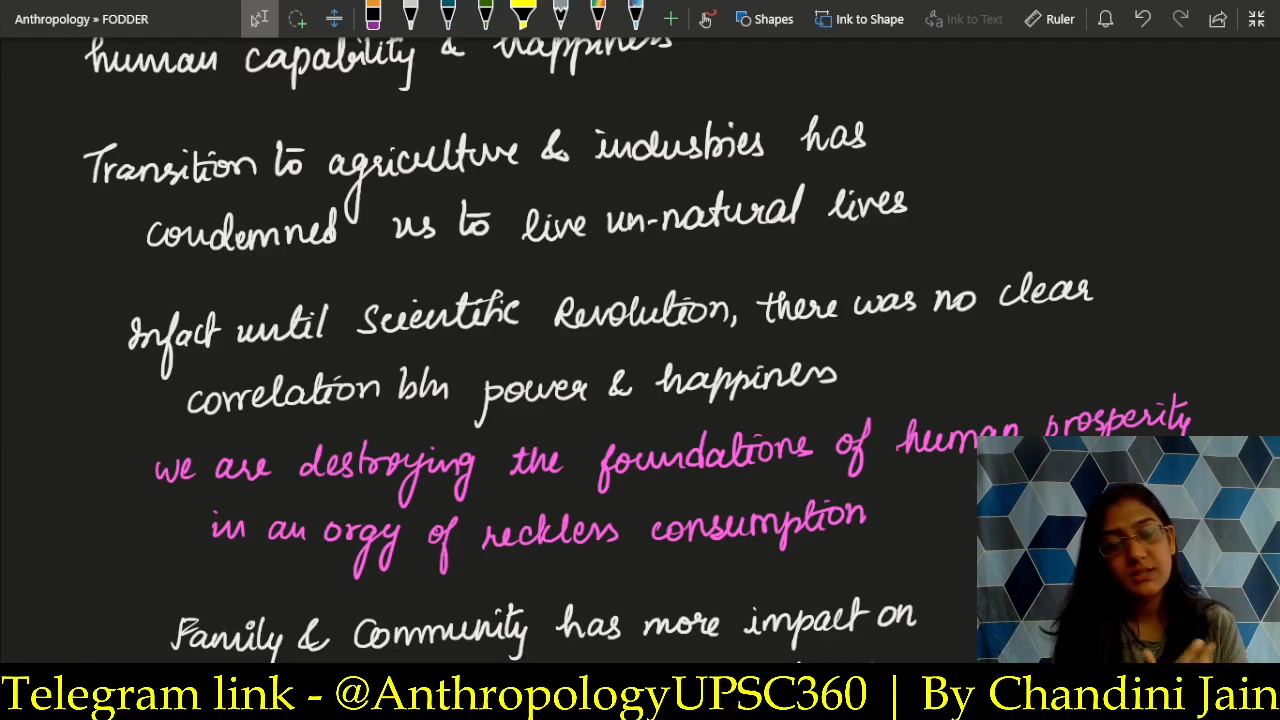 Anthropology » FODDER
Shapes
Ink to Shape
Ink to Text
Ruler
human capability & happiness
Transition to agriculture & industries has
condemned us to live un-natural lives
Infact until Scientific Revolution, there was no clear
correlation b/n power & happiness
we are destroying the foundations of human prosperity
in an orgy of reckless consumption
Family & Community has more impact on
Telegram link - @AnthropologyUPSC360 | By Chandini Jain